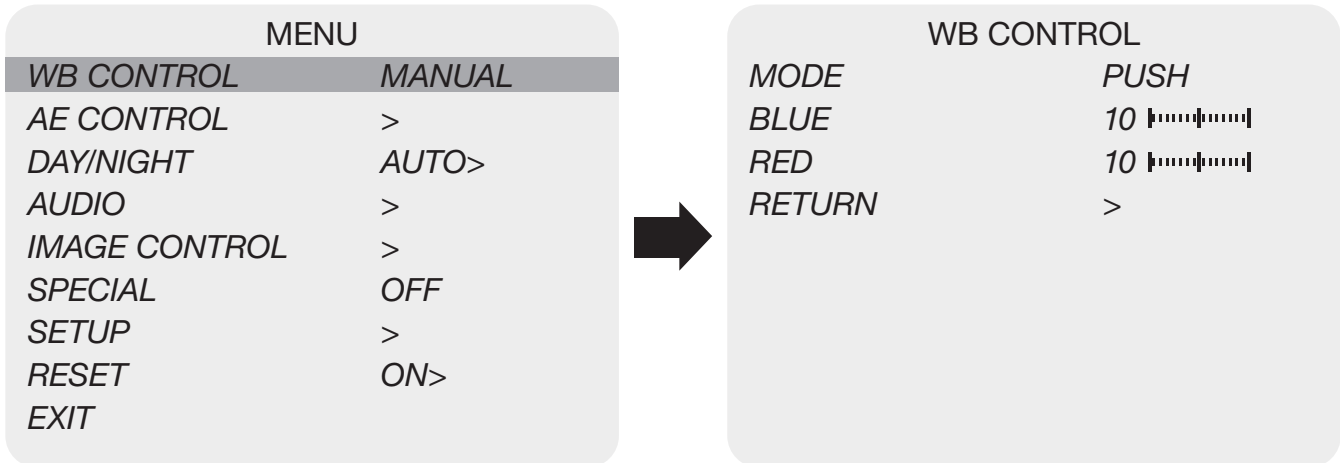 MENU
WB CONTROL MANUAL
AE CONTROL >
DAY/NIGHT AUTO>
AUDIO >
IMAGE CONTROL >
SPECIAL OFF
SETUP >
RESET ON>
EXIT
WB CONTROL
MODE PUSH
BLUE 10
RED 10
RETURN >